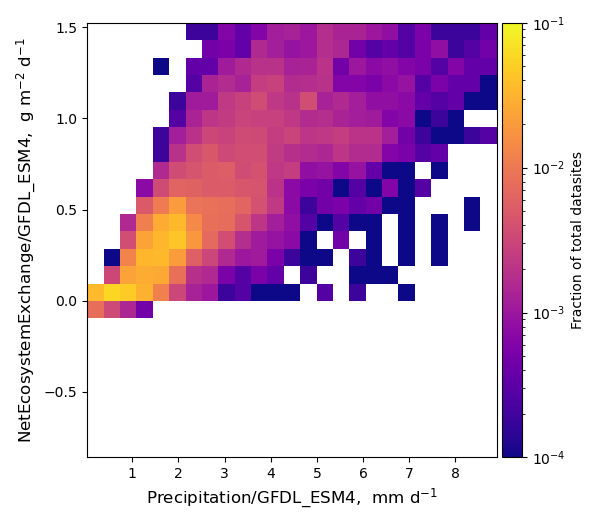 NetEcosystemExchange/GFDL_ESM4, g m⁻² d⁻¹
1.5
1.0
0.5
0.0
−0.5
1 2 3 4 5 6 7 8
Precipitation/GFDL_ESM4, mm d⁻¹
10⁻¹
10⁻²
10⁻³
10⁻⁴
Fraction of total datasites